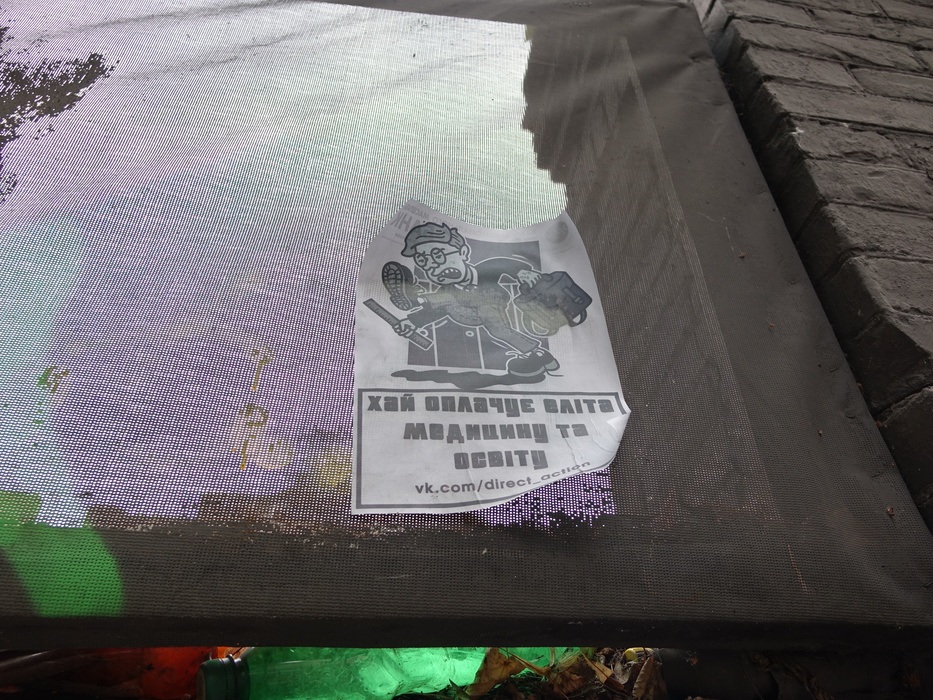 хай оплачує еліта
медицину та
освіту
vk.com/direct_action